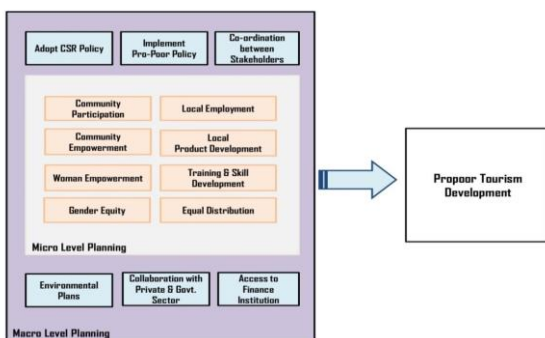 Adopt CSR Policy
Implement
Pro-Poor Policy
Co-ordination
between
Stakeholders
Community
Participation
Local Employment
Community
Empowerment
Local
Product Development
Woman Empowerment
Training & Skill
Development
Gender Equity
Equal Distribution
Micro Level Planning
Environmental
Plans
Collaboration with
Private & Govt.
Sector
Access to
Finance
Institution
Macro Level Planning
Propoor Tourism
Development